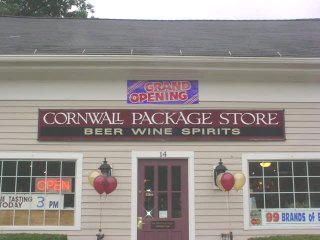 GRAND
OPENING
CORNWALL PACKAGE STORE
BEER WINE SPIRITS
14
OPEN
TASTING
TODAY 3 PM
99 BRANDS of